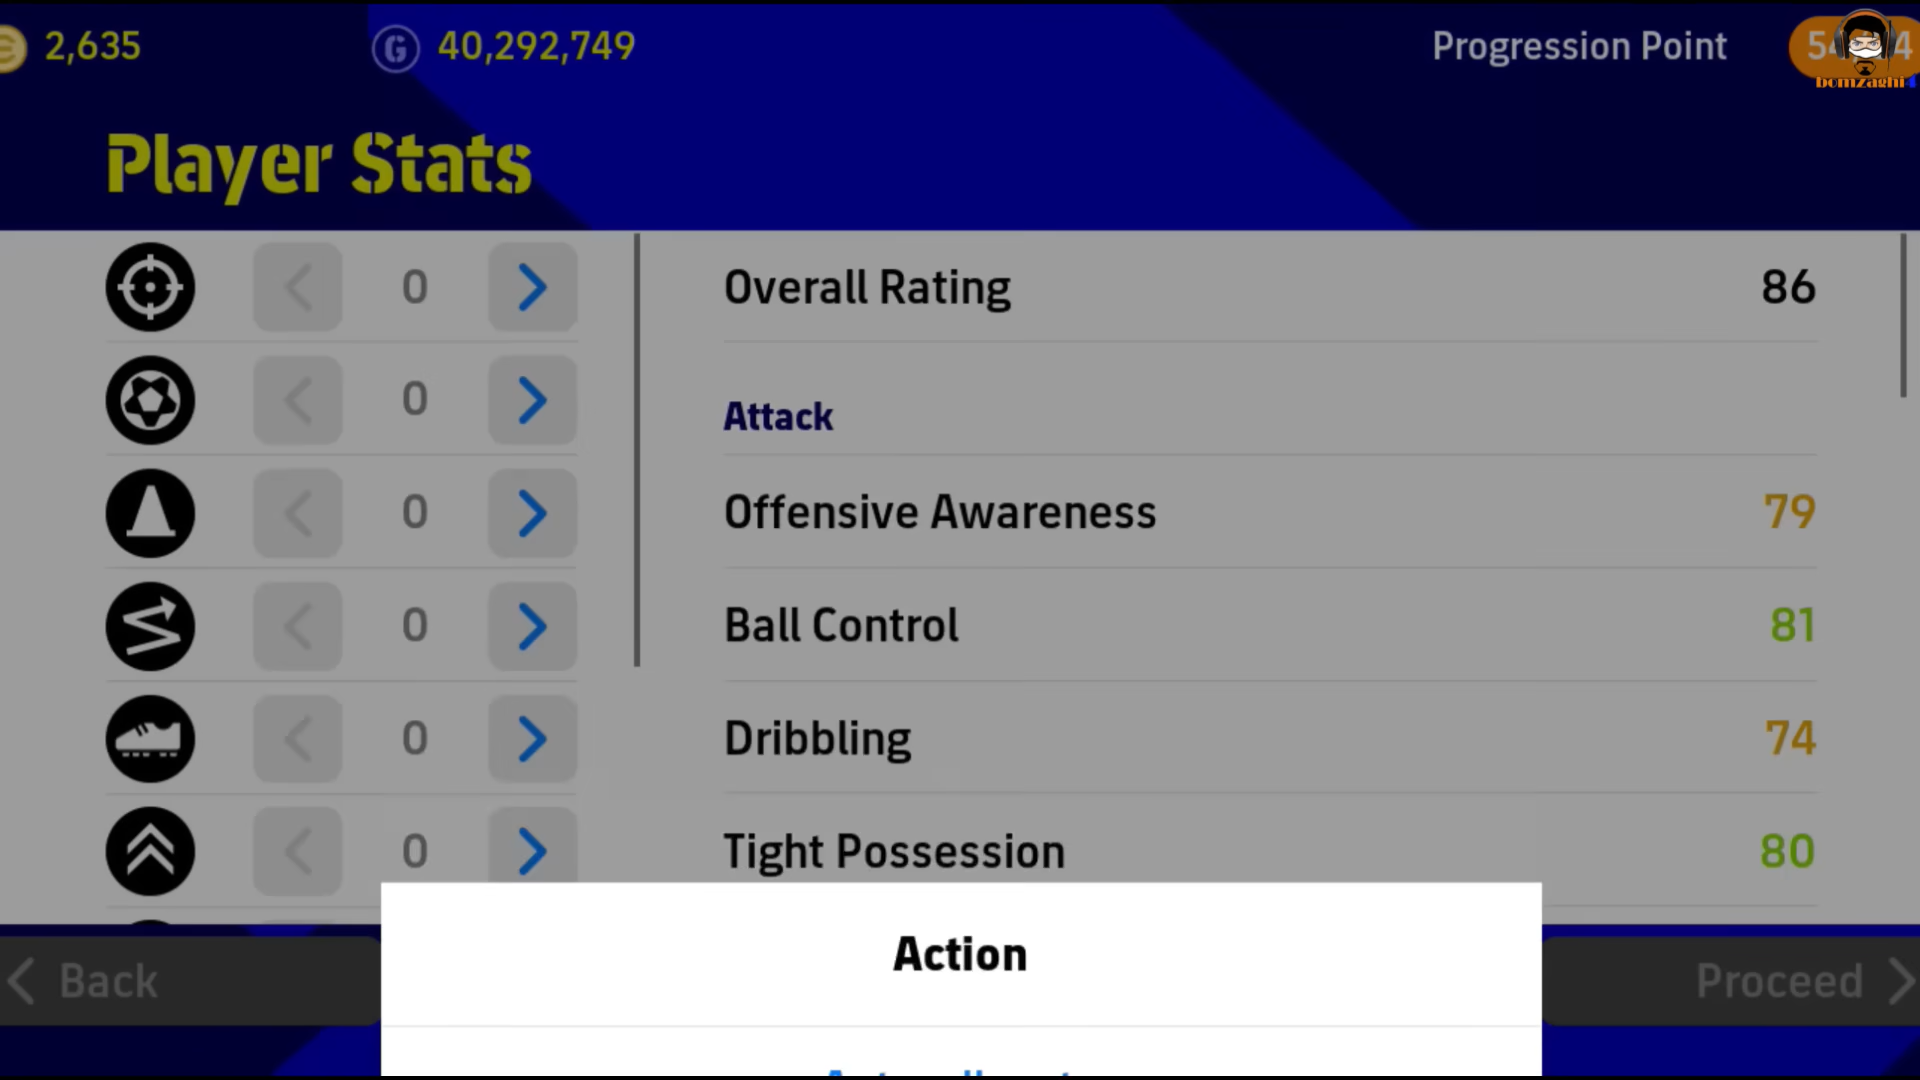 2,635
G 40,292,749
Progression Point
bomzaghi4
Player Stats
0
Overall Rating 86
0
Attack
0
Offensive Awareness 79
0
Ball Control 81
0
Dribbling 74
0
Tight Possession 80
Action
Back
Proceed